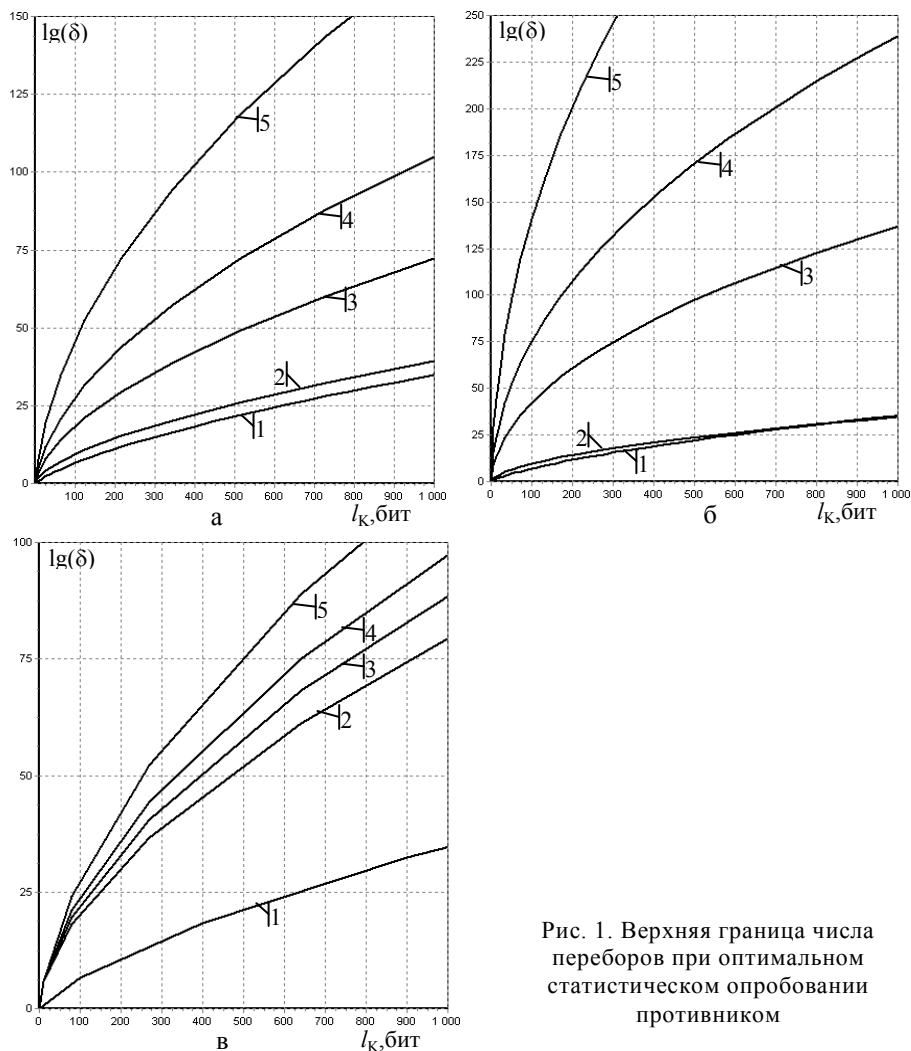 lg(δ)
150
125
100
75
50
25
0
5
4
3
2
1
0 100 200 300 400 500 600 700 800 900 1 000
а
lК,бит
lg(δ)
250
225
200
175
150
125
100
75
50
25
0
5
4
3
2
1
0 100 200 300 400 500 600 700 800 900 1 000
б
lК,бит
lg(δ)
100
75
50
25
0
5
4
3
2
1
0 100 200 300 400 500 600 700 800 900 1 000
в
lК,бит
Рис. 1. Верхняя граница числа
переборов при оптимальном
статистическом опробовании
противником